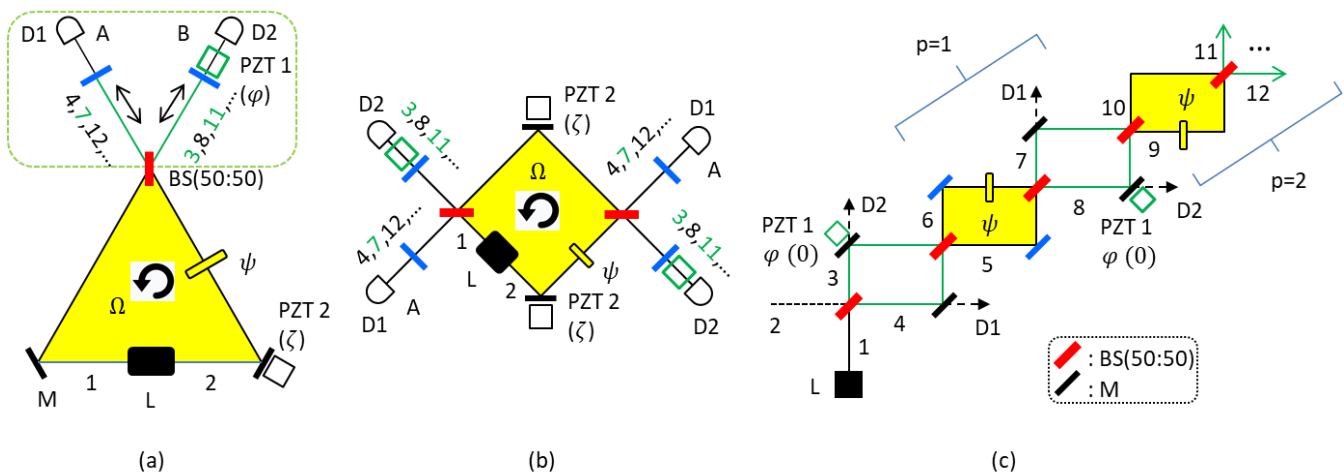 D1
A
B
D2
PZT 1
(φ)
4,7,12,...
3,8,11,...
BS(50:50)
ψ
Ω
PZT 2
(ζ)
M
1
L
2
(a)
PZT 2
(ζ)
D2
3,8,11,...
D1
4,7,12,...
A
Ω
4,7,12,...
1
L
2
ψ
3,8,11,...
D1
A
PZT 2
(ζ)
D2
(b)
p=1
11
...
12
10
ψ
9
D1
7
p=2
8
D2
PZT 1
φ (0)
D2
6
ψ
PZT 1
φ (0)
5
3
2
4
D1
1
L
: BS(50:50)
: M
(c)